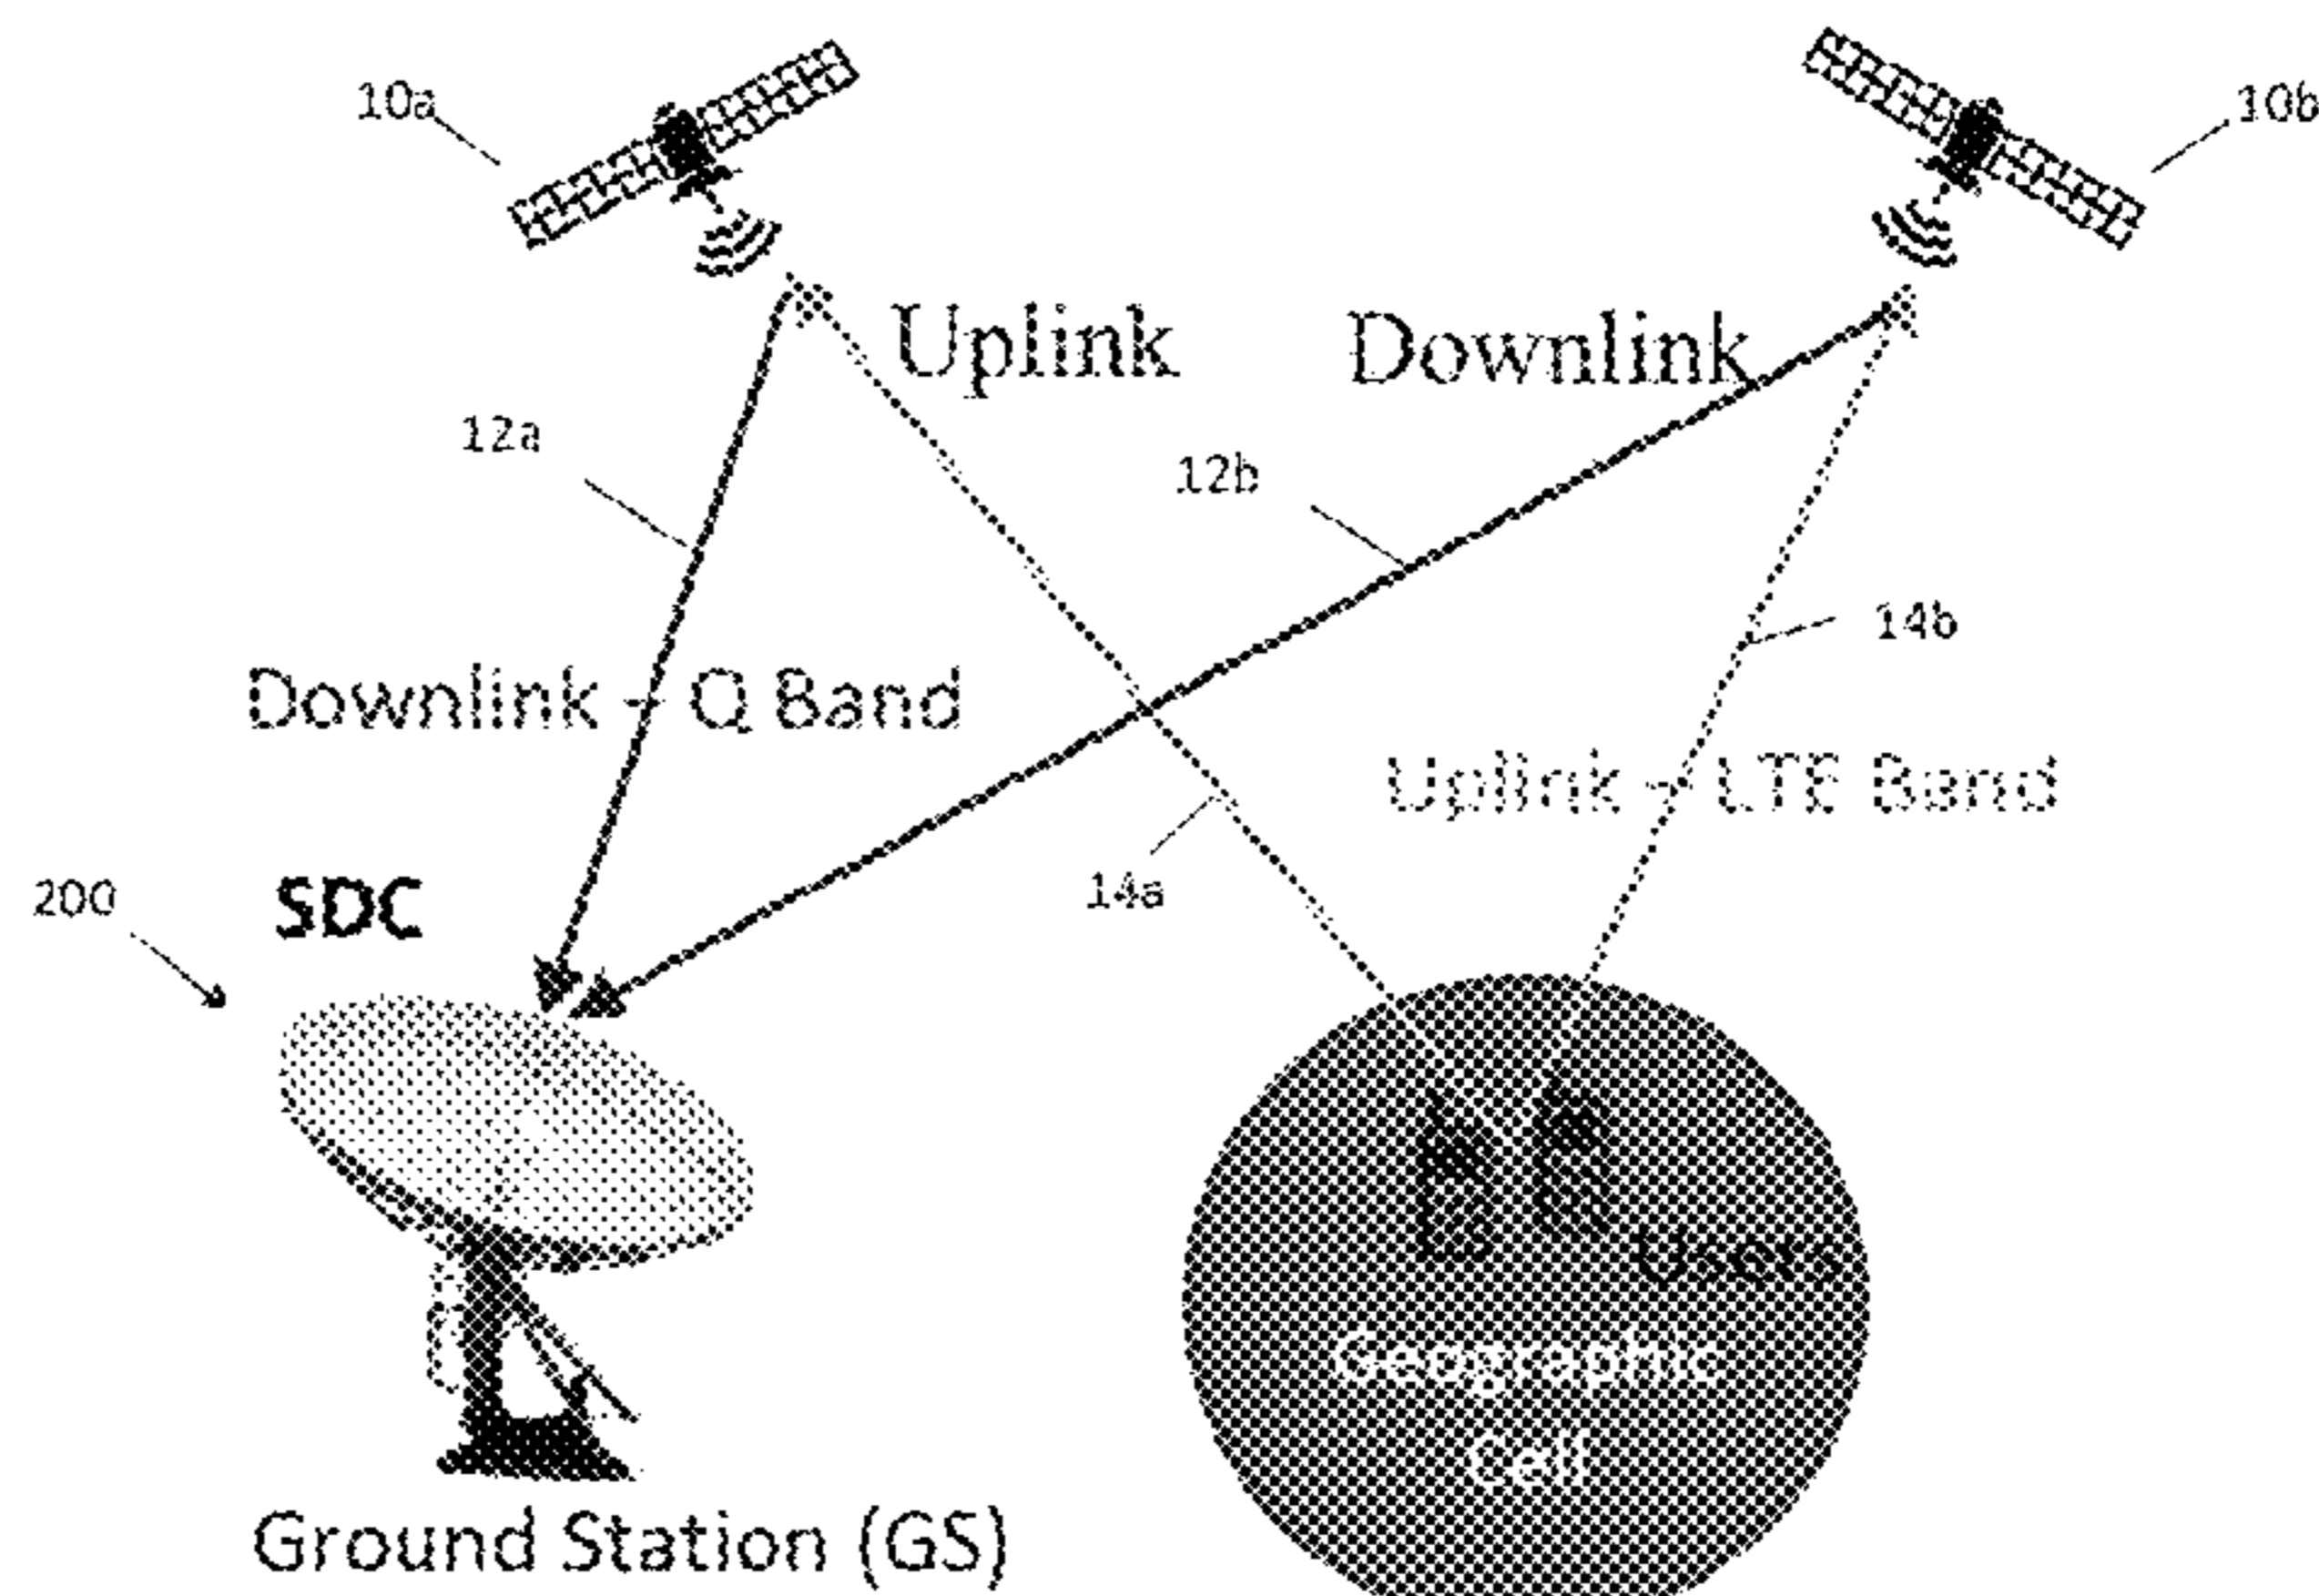 10a
10b
Uplink
Downlink
12a
12b
14b
Downlink - Q Band
Uplink - LTE Band
14a
200
SDC
Users
Geographic
Cell
Ground Station (GS)